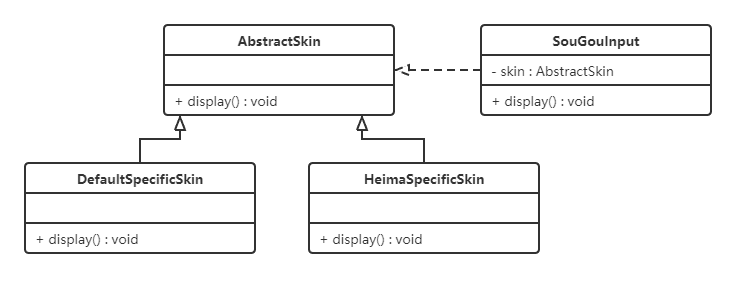 AbstractSkin
+ display() : void
SouGouInput
- skin : AbstractSkin
+ display() : void
DefaultSpecificSkin
+ display() : void
HeimaSpecificSkin
+ display() : void